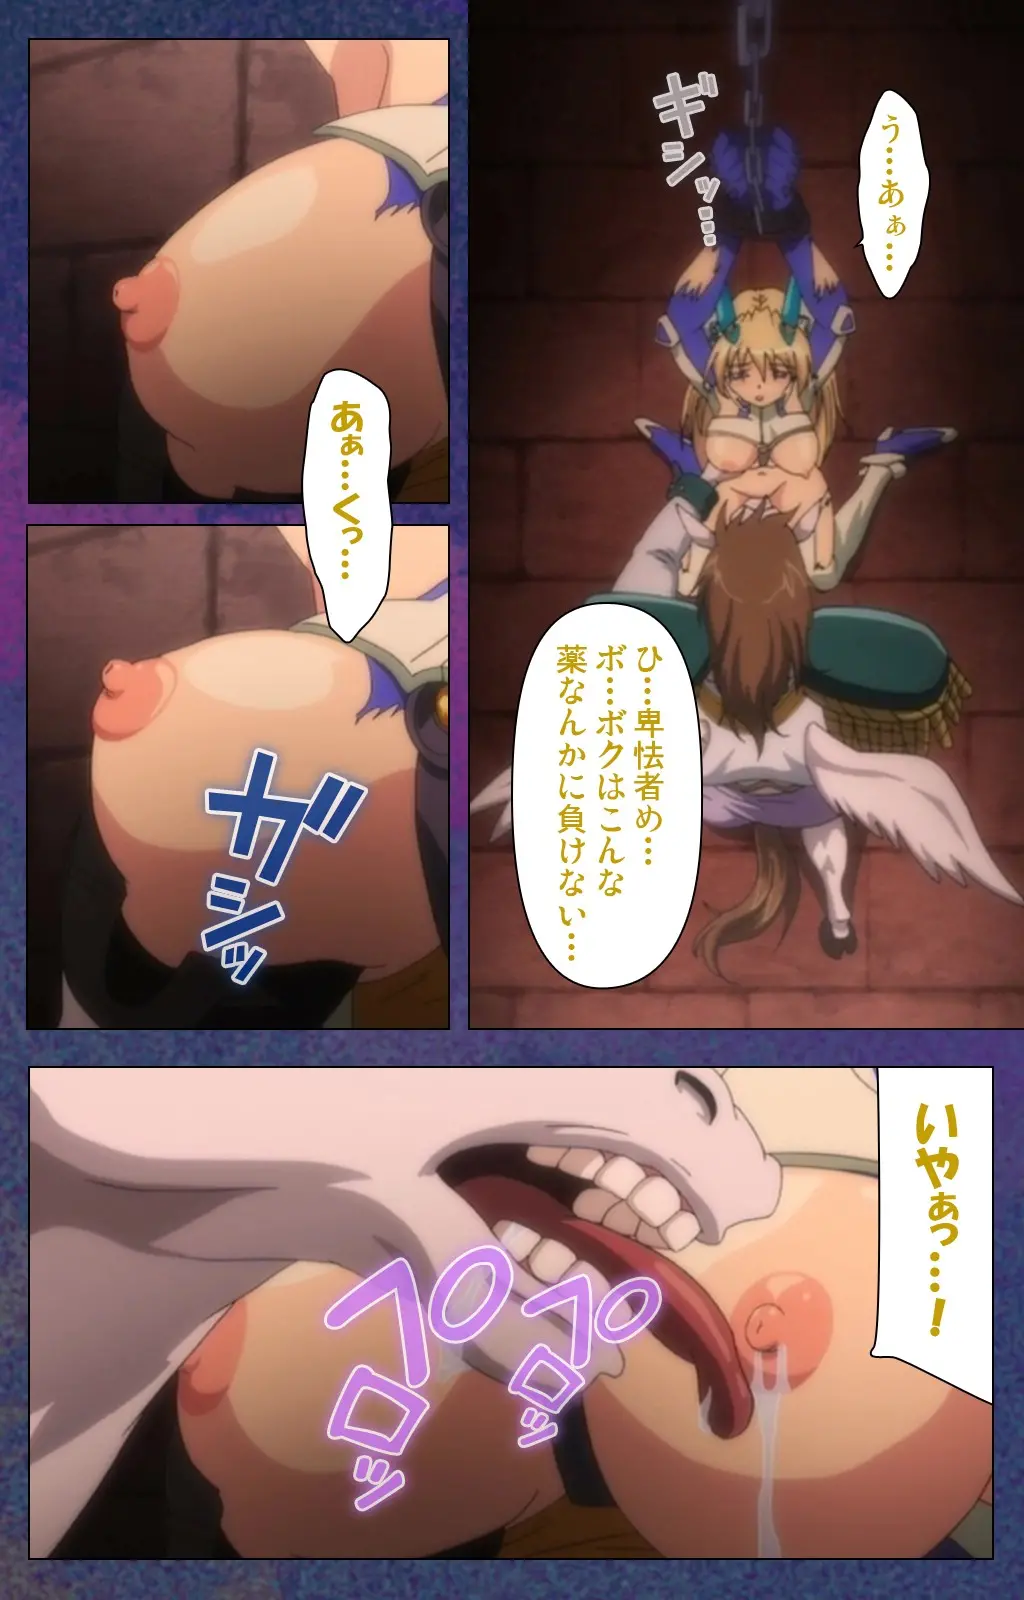 う…あぁ…
ギシッ…
ひ…卑怯者め…
ボ…ボクはこんな
薬なんかに負けない…
あぁ…くっ…
ガシッ
いやぁっ…！
ペロッ
ペロッ